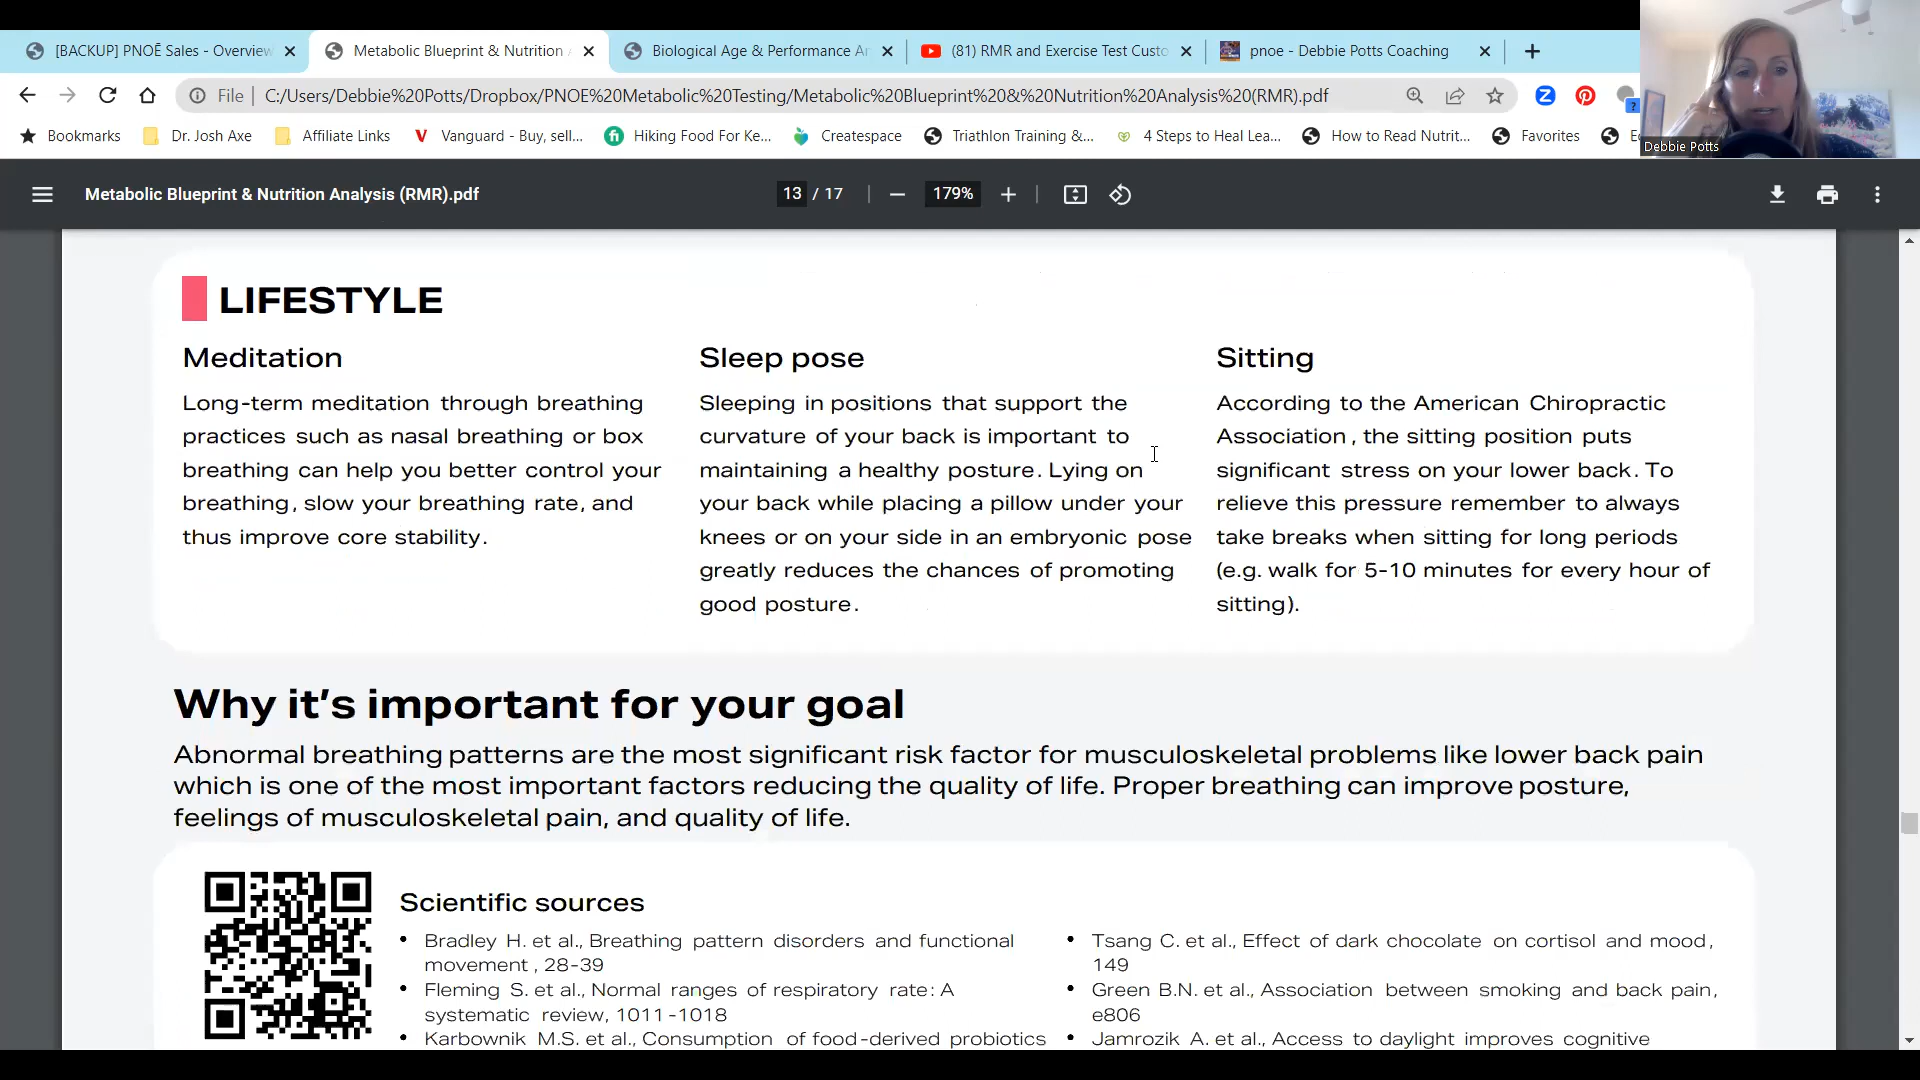 [BACKUP] PNOĒ Sales - Overview
Metabolic Blueprint & Nutrition
Biological Age & Performance
(81) RMR and Exercise Test Custo
pnoe - Debbie Potts Coaching
File
C:/Users/Debbie%20Potts/Dropbox/PNOE%20Metabolic%20Testing/Metabolic%20Blueprint%20&%20Nutrition%20Analysis%20(RMR).pdf
Bookmarks
Dr. Josh Axe
Affiliate Links
Vanguard - Buy, sell...
Hiking Food For Ke...
Createspace
Triathlon Training &...
4 Steps to Heal Lea...
How to Read Nutrit...
Favorites
Debbie Potts
Metabolic Blueprint & Nutrition Analysis (RMR).pdf
13 / 17
179%
LIFESTYLE
Meditation
Long-term meditation through breathing
practices such as nasal breathing or box
breathing can help you better control your
breathing, slow your breathing rate, and
thus improve core stability.
Sleep pose
Sleeping in positions that support the
curvature of your back is important to
maintaining a healthy posture. Lying on
your back while placing a pillow under your
knees or on your side in an embryonic pose
greatly reduces the chances of promoting
good posture.
Sitting
According to the American Chiropractic
Association, the sitting position puts
significant stress on your lower back. To
relieve this pressure remember to always
take breaks when sitting for long periods
(e.g. walk for 5-10 minutes for every hour of
sitting).
Why it's important for your goal
Abnormal breathing patterns are the most significant risk factor for musculoskeletal problems like lower back pain
which is one of the most important factors reducing the quality of life. Proper breathing can improve posture,
feelings of musculoskeletal pain, and quality of life.
Scientific sources
• Bradley H. et al., Breathing pattern disorders and functional
movement, 28-39
• Fleming S. et al., Normal ranges of respiratory rate: A
systematic review, 1011-1018
• Karbownik M.S. et al., Consumption of food-derived probiotics
• Tsang C. et al., Effect of dark chocolate on cortisol and mood,
149
• Green B.N. et al., Association between smoking and back pain,
e806
• Jamrozik A. et al., Access to daylight improves cognitive